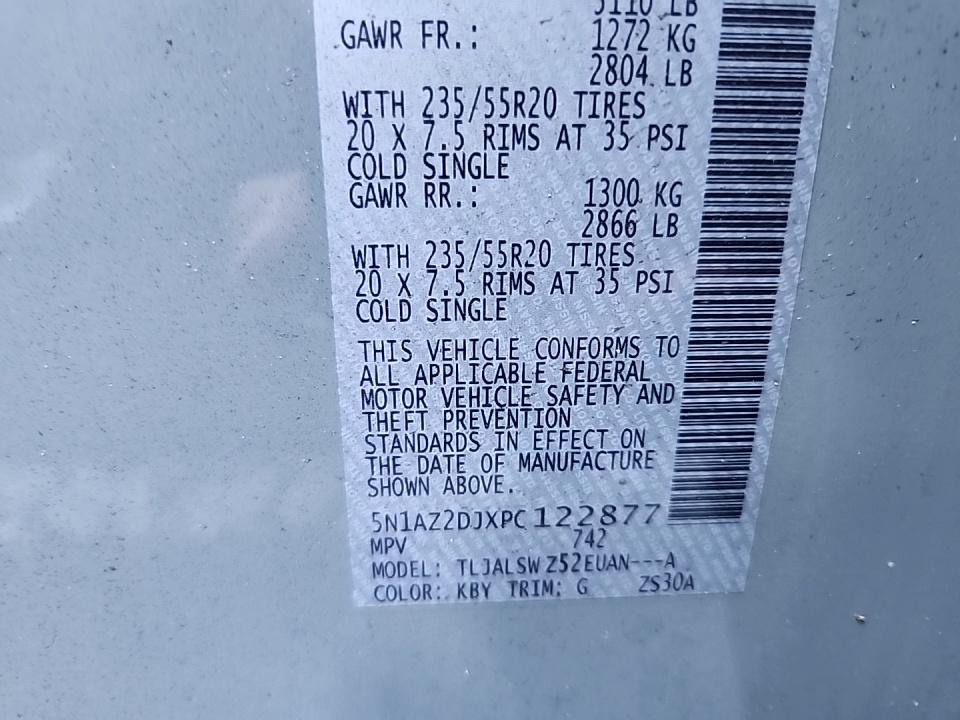 5110 LB
GAWR FR.: 1272 KG
2804 LB
WITH 235/55R20 TIRES
20 X 7.5 RIMS AT 35 PSI
COLD SINGLE
GAWR RR.: 1300 KG
2866 LB
WITH 235/55R20 TIRES
20 X 7.5 RIMS AT 35 PSI
COLD SINGLE
THIS VEHICLE CONFORMS TO
ALL APPLICABLE FEDERAL
MOTOR VEHICLE SAFETY AND
THEFT PREVENTION
STANDARDS IN EFFECT ON
THE DATE OF MANUFACTURE
SHOWN ABOVE.
5N1AZ2DJXPC122877
MPV 742
MODEL: TLJALSWZ52EUAN---A
COLOR: KBY TRIM: G ZS30A